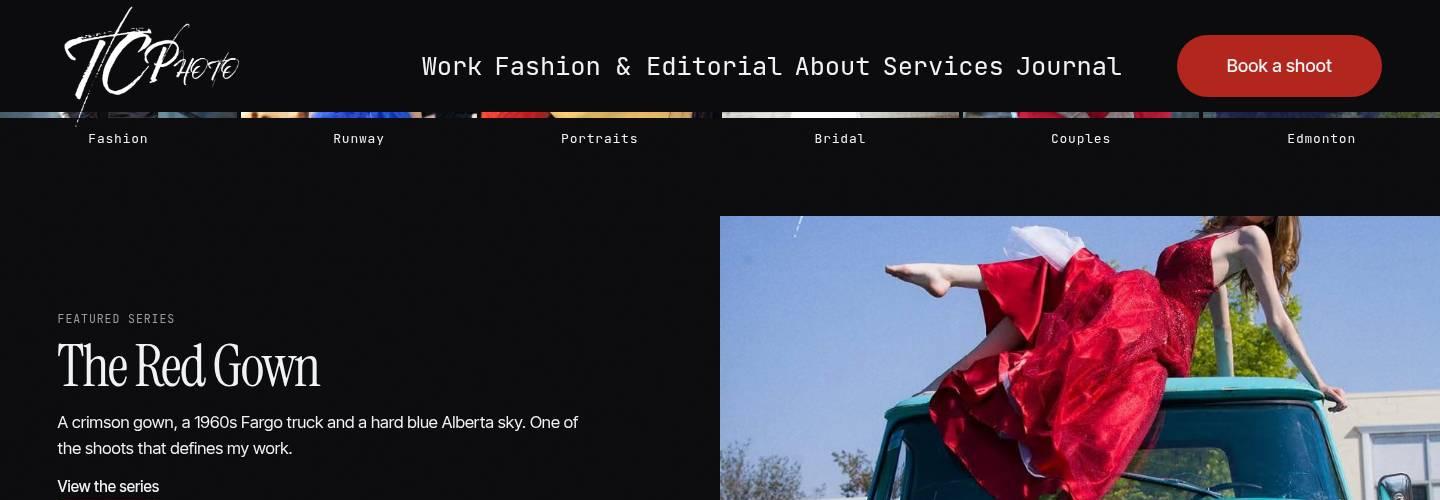 TCPHOTO
Work Fashion & Editorial About Services Journal
Book a shoot
Fashion
Runway
Portraits
Bridal
Couples
Edmonton
FEATURED SERIES
The Red Gown
A crimson gown, a 1960s Fargo truck and a hard blue Alberta sky. One of
the shoots that defines my work.
View the series